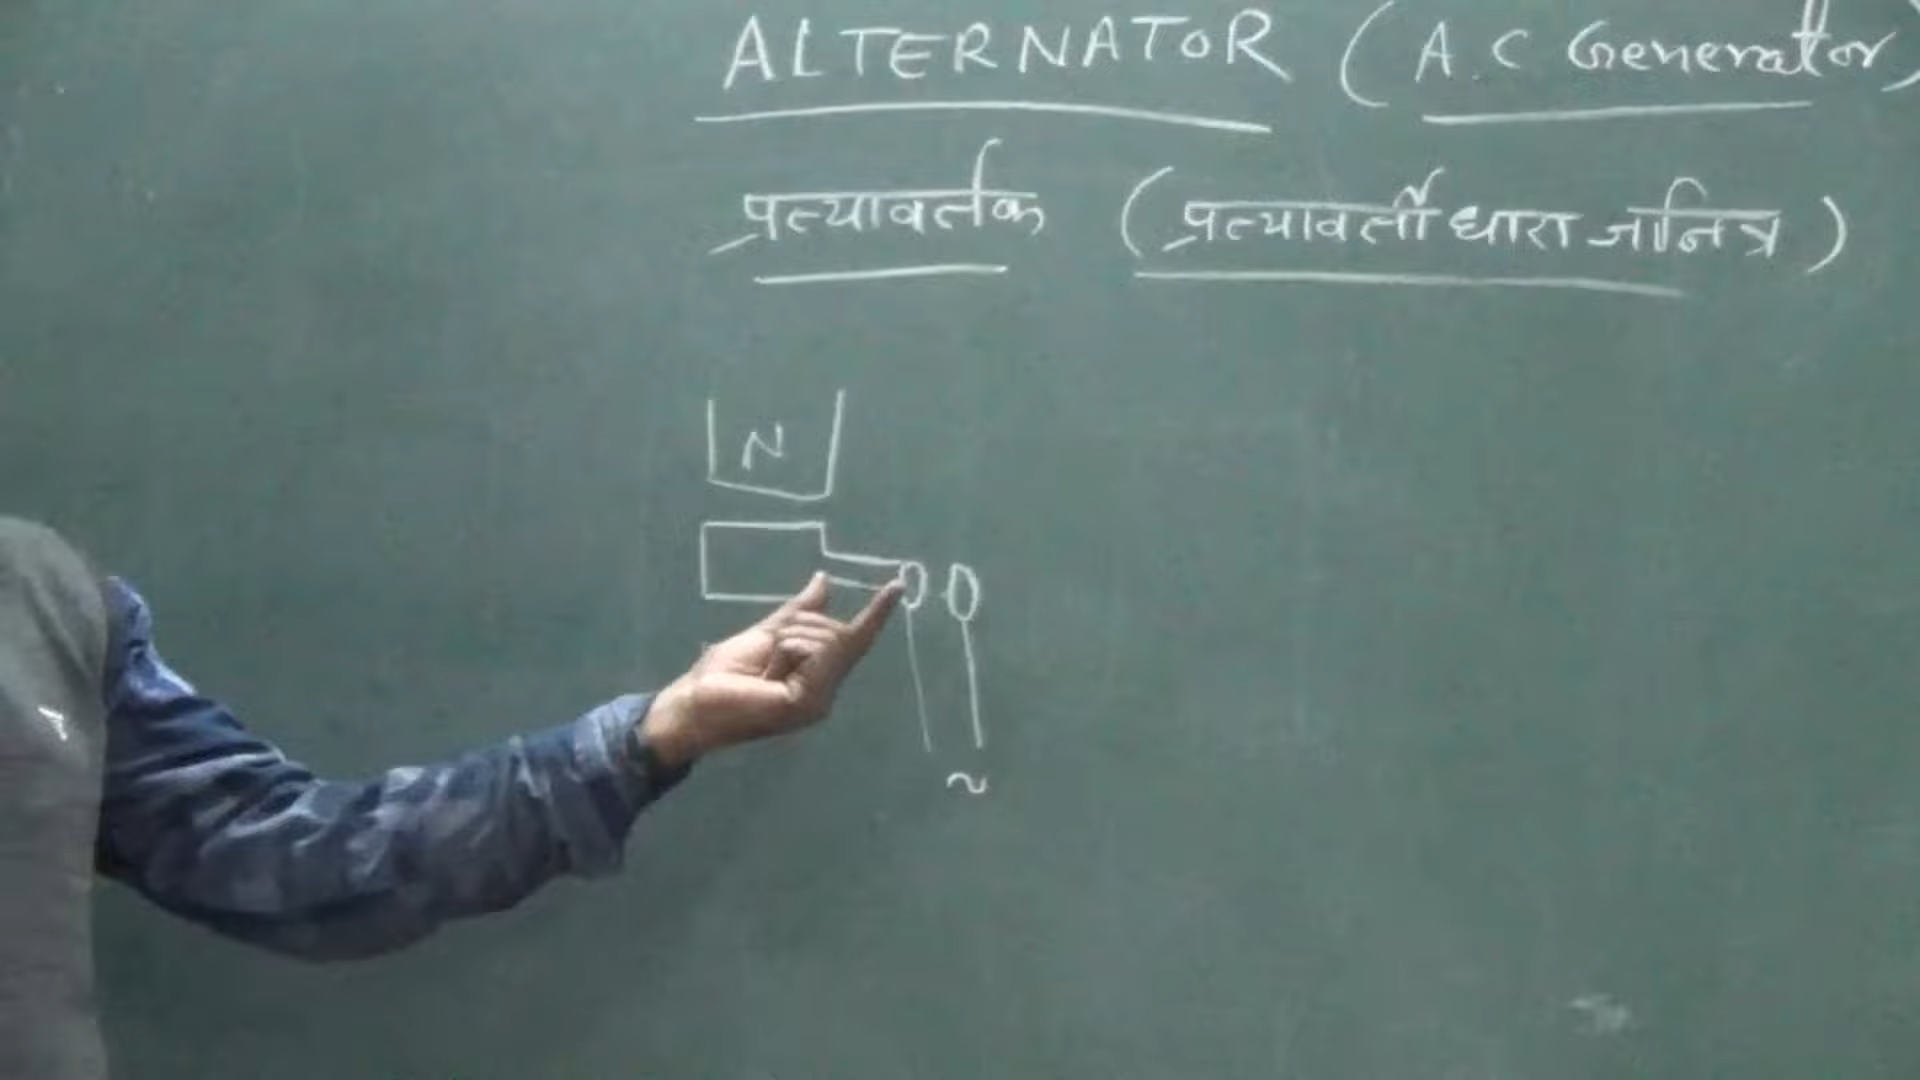 ALTERNATOR (A.C Generator)
प्रत्यावर्तक (प्रत्यावर्ती धारा जनित्र)
N
~